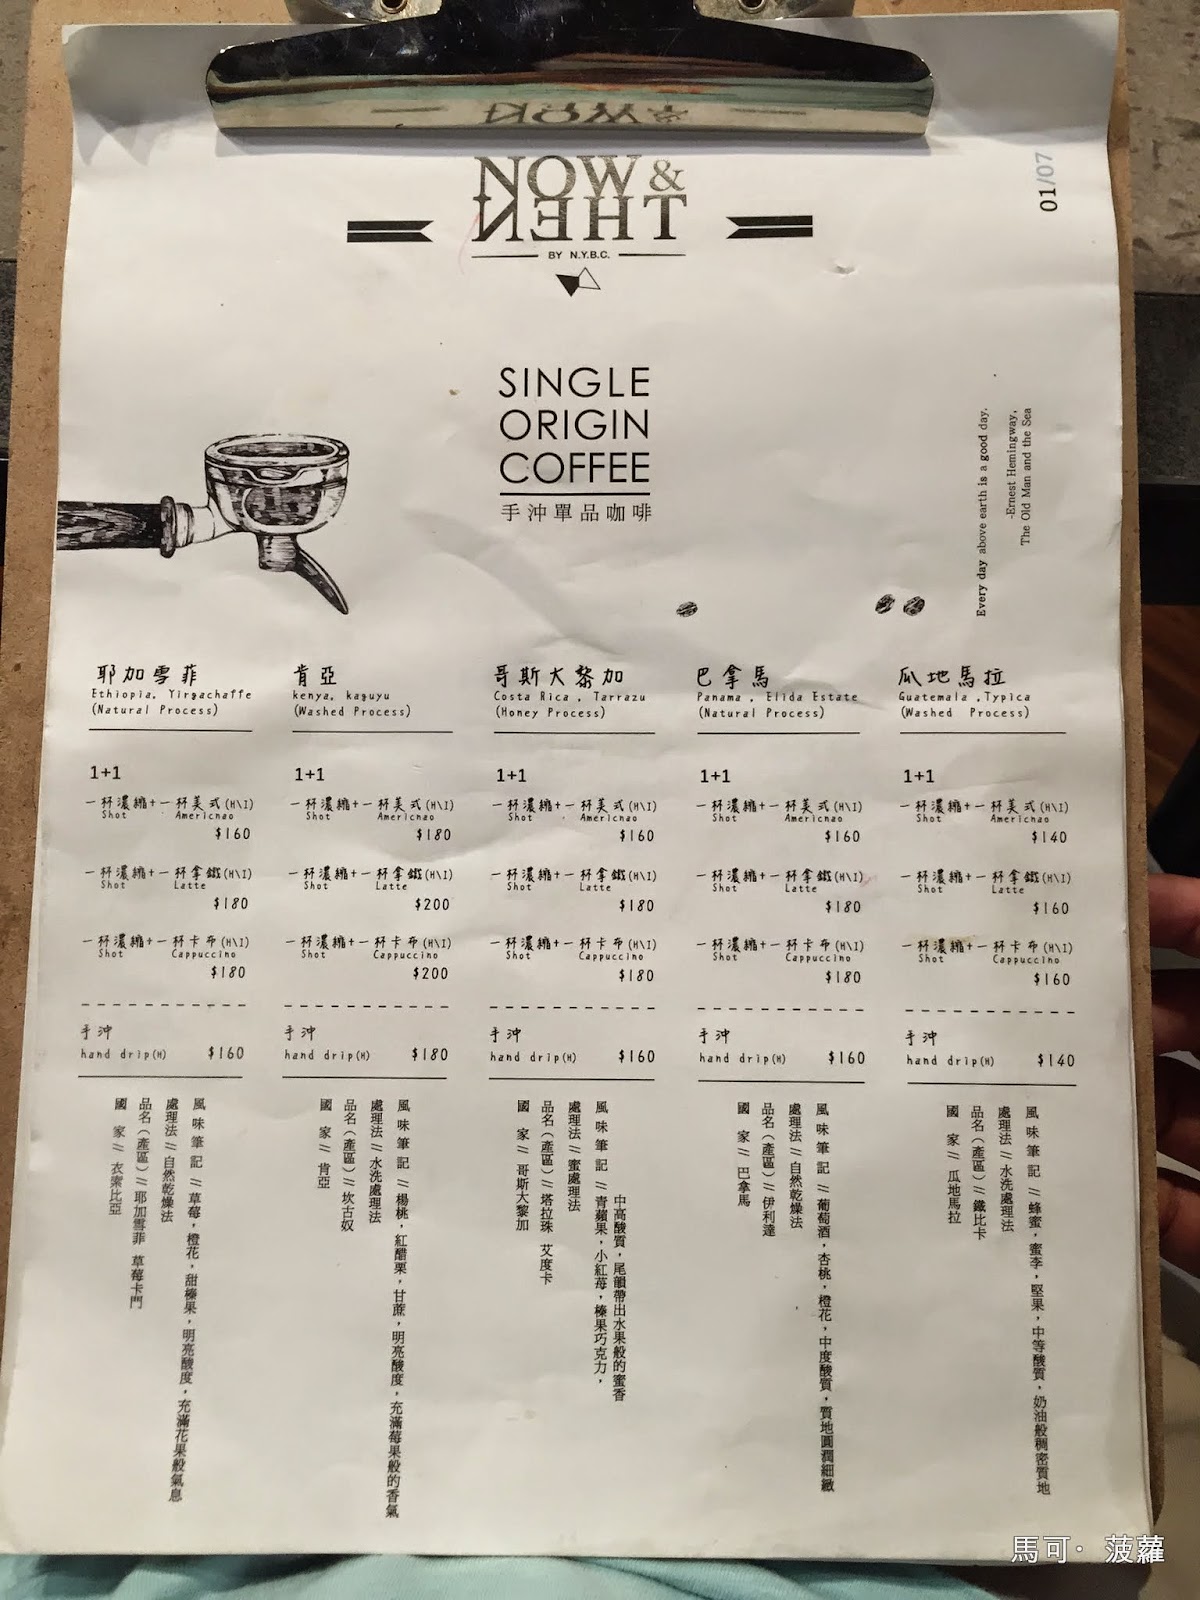 NOW &
THEN
BY N.Y.B.C.
01/07
SINGLE
ORIGIN
COFFEE
手沖單品咖啡
Every day above earth is a good day.
-Ernest Hemingway,
The Old Man and the Sea
耶加雪菲
Ethiopia, Yirgachaffe
(Natural Process)
1+1
一杯濃縮+一杯美式(H\I)
Shot Americnao
$160
一杯濃縮+一杯拿鐵(H\I)
Shot Latte
$180
一杯濃縮+一杯卡布(H\I)
Shot Cappuccino
$180
手沖
hand drip(H) $160
風味筆記//草莓，橙花，甜榛果，明亮酸度，充滿花果般氣息
處理法//自然乾燥法
品名(產區)//耶加雪菲 草莓卡門
國 家//衣索比亞
肯亞
kenya, kaguyu
(Washed Process)
1+1
一杯濃縮+一杯美式(H\I)
Shot Americnao
$180
一杯濃縮+一杯拿鐵(H\I)
Shot Latte
$200
一杯濃縮+一杯卡布(H\I)
Shot Cappuccino
$200
手沖
hand drip(H) $180
風味筆記//楊桃，紅醋栗，甘蔗，明亮酸度，充滿莓果般的香氣
處理法//水洗處理法
品名(產區)//坎古奴
國 家//肯亞
哥斯大黎加
Costa Rica , Tarrazu
(Honey Process)
1+1
一杯濃縮+一杯美式(H\I)
Shot Americnao
$160
一杯濃縮+一杯拿鐵(H\I)
Shot Latte
$180
一杯濃縮+一杯卡布(H\I)
Shot Cappuccino
$180
手沖
hand drip(H) $160
風味筆記//青蘋果，小紅莓，榛果巧克力，
中高酸質，尾韻帶出水果般的蜜香
處理法//蜜處理法
品名(產區)//塔拉珠 艾度卡
國 家//哥斯大黎加
巴拿馬
Panama , Elida Estate
(Natural Process)
1+1
一杯濃縮+一杯美式(H\I)
Shot Americnao
$160
一杯濃縮+一杯拿鐵(H\I)
Shot Latte
$180
一杯濃縮+一杯卡布(H\I)
Shot Cappuccino
$180
手沖
hand drip(H) $160
風味筆記//葡萄酒，杏桃，橙花，中度酸質，質地圓潤細緻
處理法//自然乾燥法
品名(產區)//伊利達
國 家//巴拿馬
瓜地馬拉
Guatemala ,Typica
(Washed Process)
1+1
一杯濃縮+一杯美式(H\I)
Shot Americnao
$140
一杯濃縮+一杯拿鐵(H\I)
Shot Latte
$160
一杯濃縮+一杯卡布(H\I)
Shot Cappuccino
$160
手沖
hand drip(H) $140
風味筆記//蜂蜜，蜜李，堅果，中等酸質，奶油般稠密質地
處理法//水洗處理法
品名(產區)//鐵比卡
國 家//瓜地馬拉
馬可·菠蘿